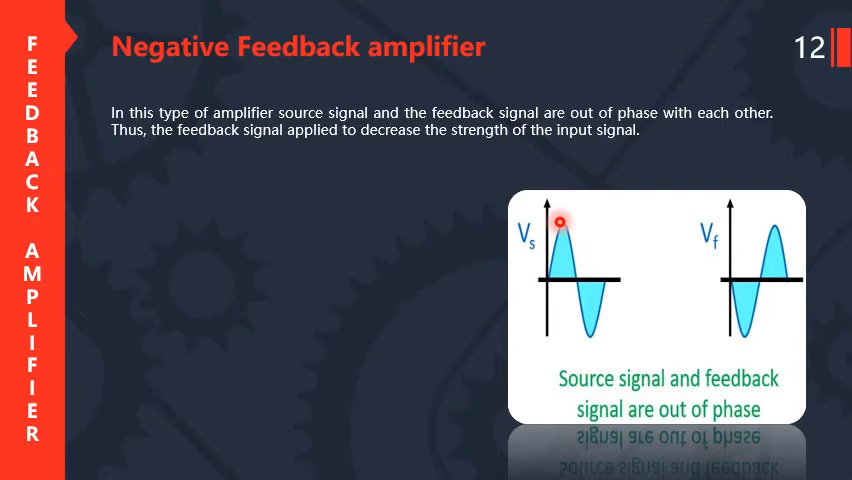 FEEDBACK AMPLIFIER
Negative Feedback amplifier
12
In this type of amplifier source signal and the feedback signal are out of phase with each other.
Thus, the feedback signal applied to decrease the strength of the input signal.
Vs
Vf
Source signal and feedback
signal are out of phase